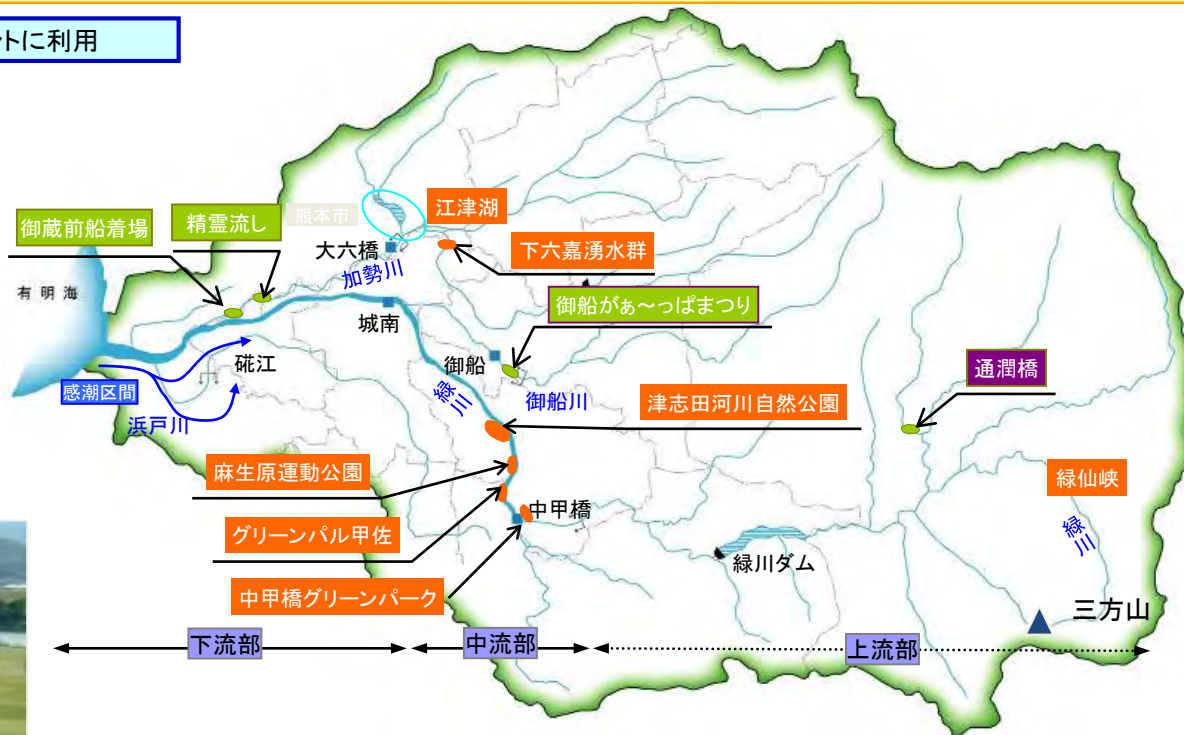 ントに利用
御蔵前船着場
精霊流し
熊本市
江津湖
大六橋
下六嘉湧水群
加勢川
有明海
城南
御船がぁ～っぱまつり
硴江
御船
通潤橋
感潮区間
緑川
御船川
津志田河川自然公園
浜戸川
麻生原運動公園
緑仙峡
中甲橋
グリーンパル甲佐
緑川
緑川ダム
中甲橋グリーンパーク
三方山
下流部
中流部
上流部